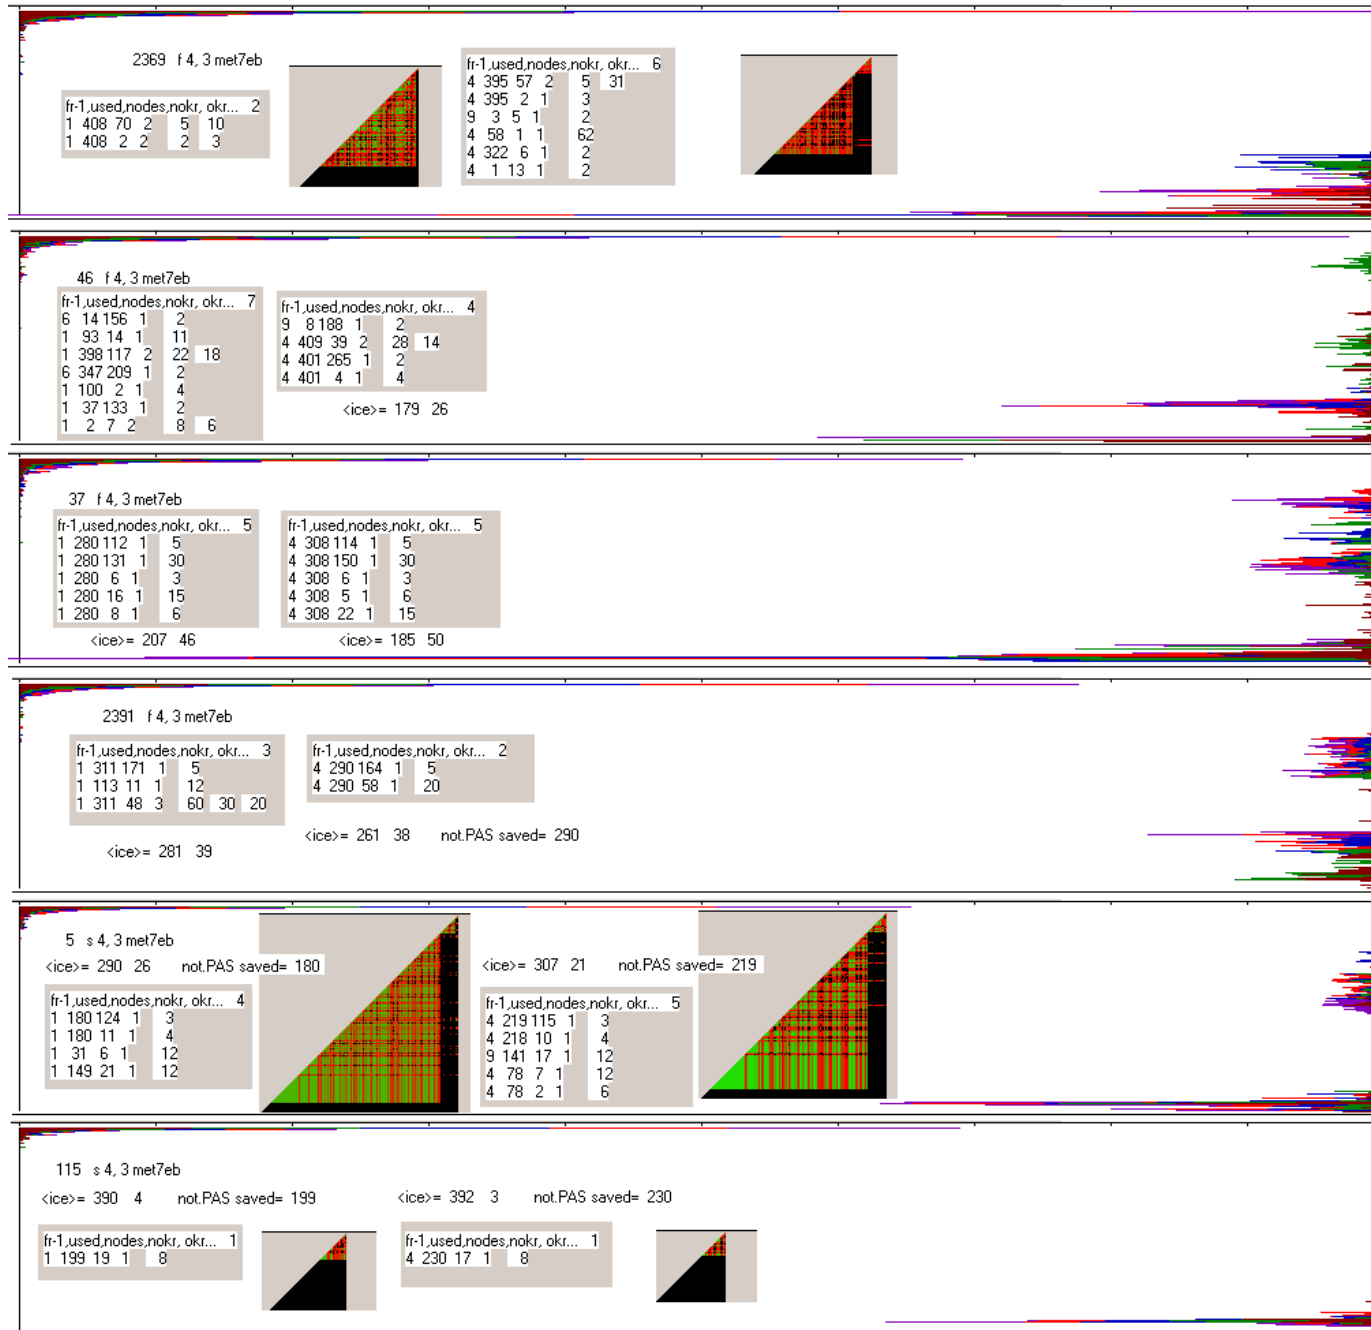 2369 f 4, 3 met7eb
fr-1,used,nodes,nokr, okr... 2
1 408 70 2 5 10
1 408 2 2 2 3
fr-1,used,nodes,nokr, okr... 6
4 395 57 2 5 31
4 395 2 1 3
9 3 5 1 2
4 58 1 1 62
4 322 6 1 2
4 1 13 1 2
46 f 4, 3 met7eb
fr-1,used,nodes,nokr, okr... 7
6 14 156 1 2
1 93 14 1 11
1 398 117 2 22 18
6 347 209 1 2
1 100 2 1 4
1 37 133 1 2
1 2 7 2 8 6
fr-1,used,nodes,nokr, okr... 4
9 8 188 1 2
4 409 39 2 28 14
4 401 265 1 2
4 401 4 1 4
<ice>= 179 26
37 f 4, 3 met7eb
fr-1,used,nodes,nokr, okr... 5
1 280 112 1 5
1 280 131 1 30
1 280 6 1 3
1 280 16 1 15
1 280 8 1 6
<ice>= 207 46
fr-1,used,nodes,nokr, okr... 5
4 308 114 1 5
4 308 150 1 30
4 308 6 1 3
4 308 5 1 6
4 308 22 1 15
<ice>= 185 50
2391 f 4, 3 met7eb
fr-1,used,nodes,nokr, okr... 3
1 311 171 1 5
1 113 11 1 12
1 311 48 3 60 30 20
<ice>= 281 39
fr-1,used,nodes,nokr, okr... 2
4 290 164 1 5
4 290 58 1 20
<ice>= 261 38 not.PAS saved= 290
5 s 4, 3 met7eb
<ice>= 290 26 not.PAS saved= 180
fr-1,used,nodes,nokr, okr... 4
1 180 124 1 3
1 180 11 1 4
1 31 6 1 12
1 149 21 1 12
<ice>= 307 21 not.PAS saved= 219
fr-1,used,nodes,nokr, okr... 5
4 219 115 1 3
4 218 10 1 4
9 141 17 1 12
4 78 7 1 12
4 78 2 1 6
115 s 4, 3 met7eb
<ice>= 390 4 not.PAS saved= 199
fr-1,used,nodes,nokr, okr... 1
1 199 19 1 8
<ice>= 392 3 not.PAS saved= 230
fr-1,used,nodes,nokr, okr... 1
4 230 17 1 8